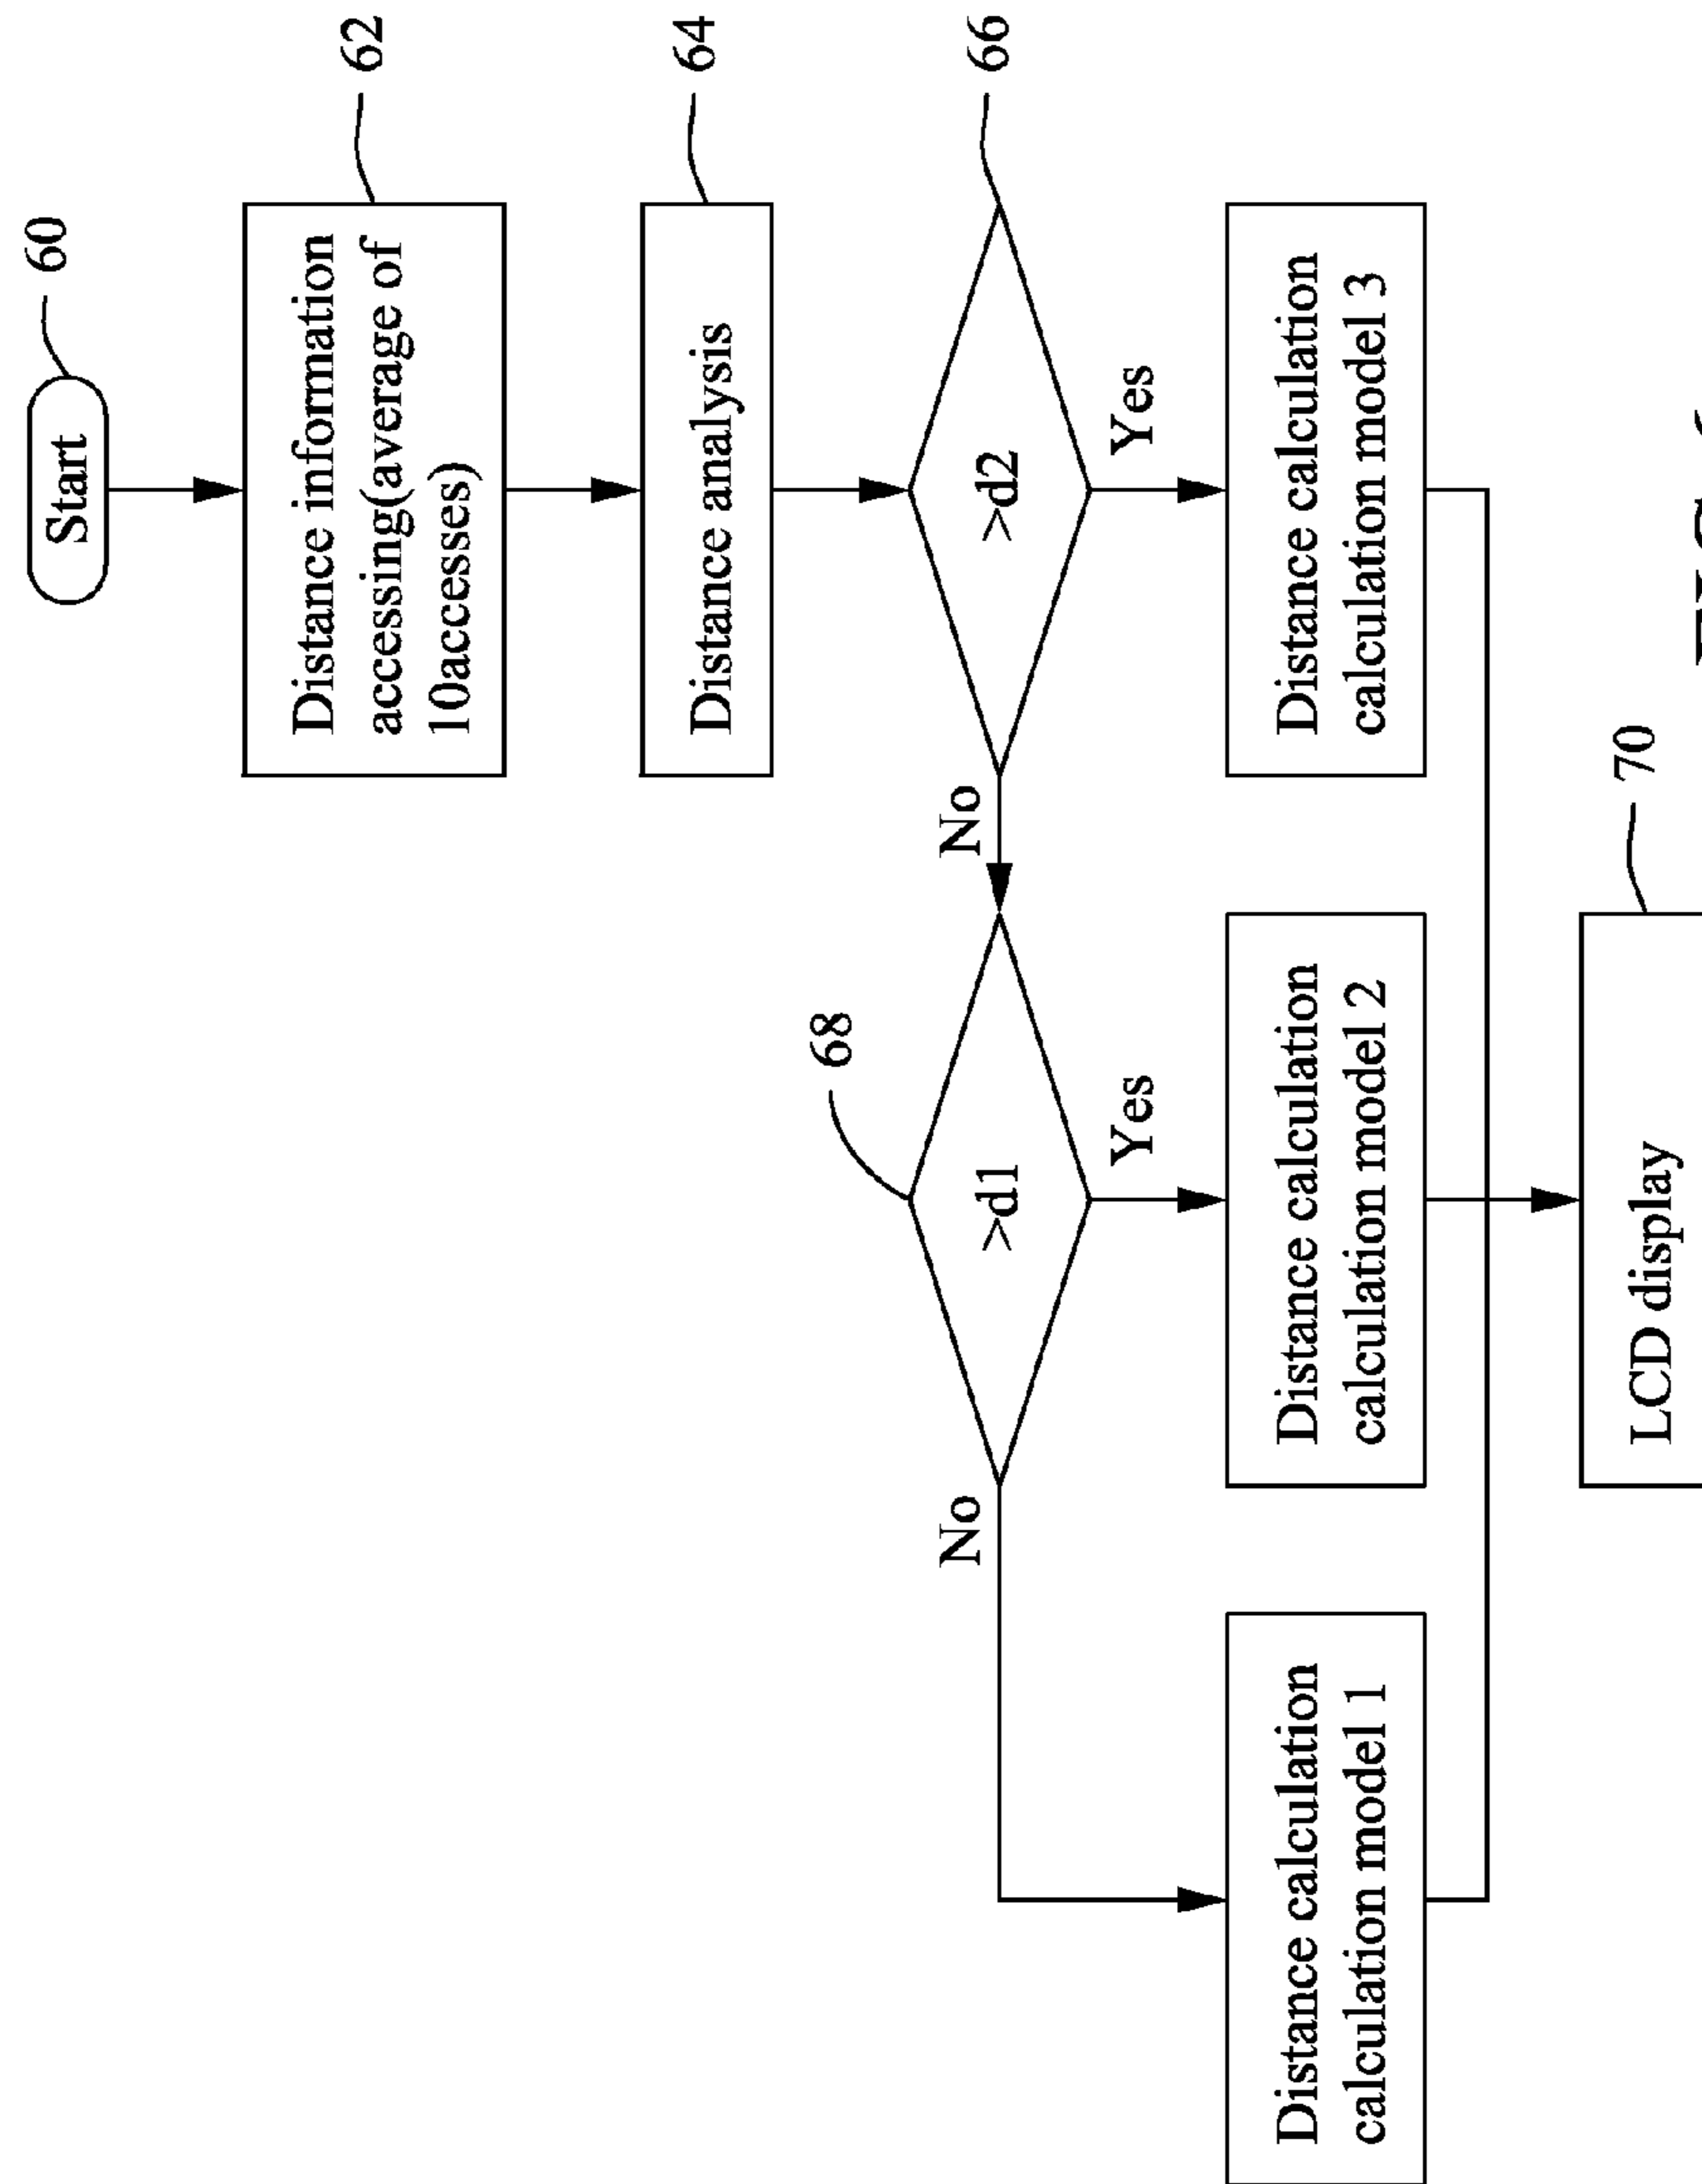 Start
60
Distance information
accessing(average of
10accesses)
62
Distance analysis
64
68
>d1
No
Yes
No
>d2
Yes
66
Distance calculation
calculation model 1
Distance calculation
calculation model 2
Distance calculation
calculation model 3
LCD display
70